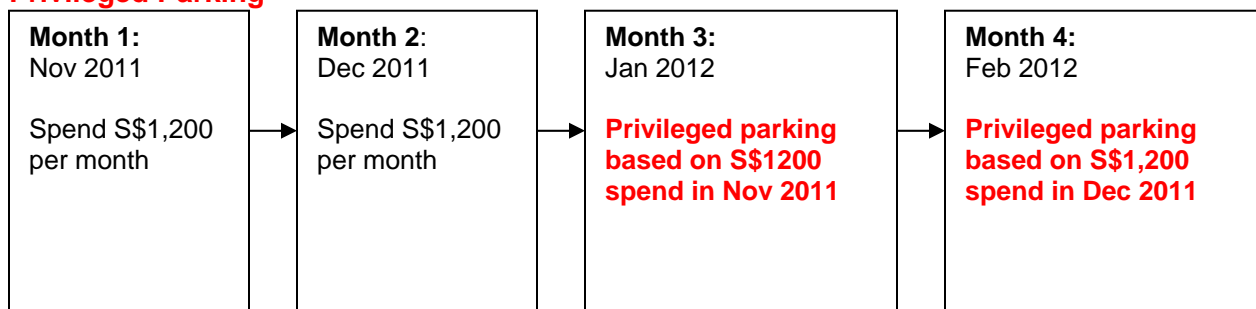 Privileged Parking
Month 1:
Nov 2011
Spend S$1,200
per month
Month 2:
Dec 2011
Spend S$1,200
per month
Month 3:
Jan 2012
Privileged parking
based on S$1200
spend in Nov 2011
Month 4:
Feb 2012
Privileged parking
based on S$1,200
spend in Dec 2011